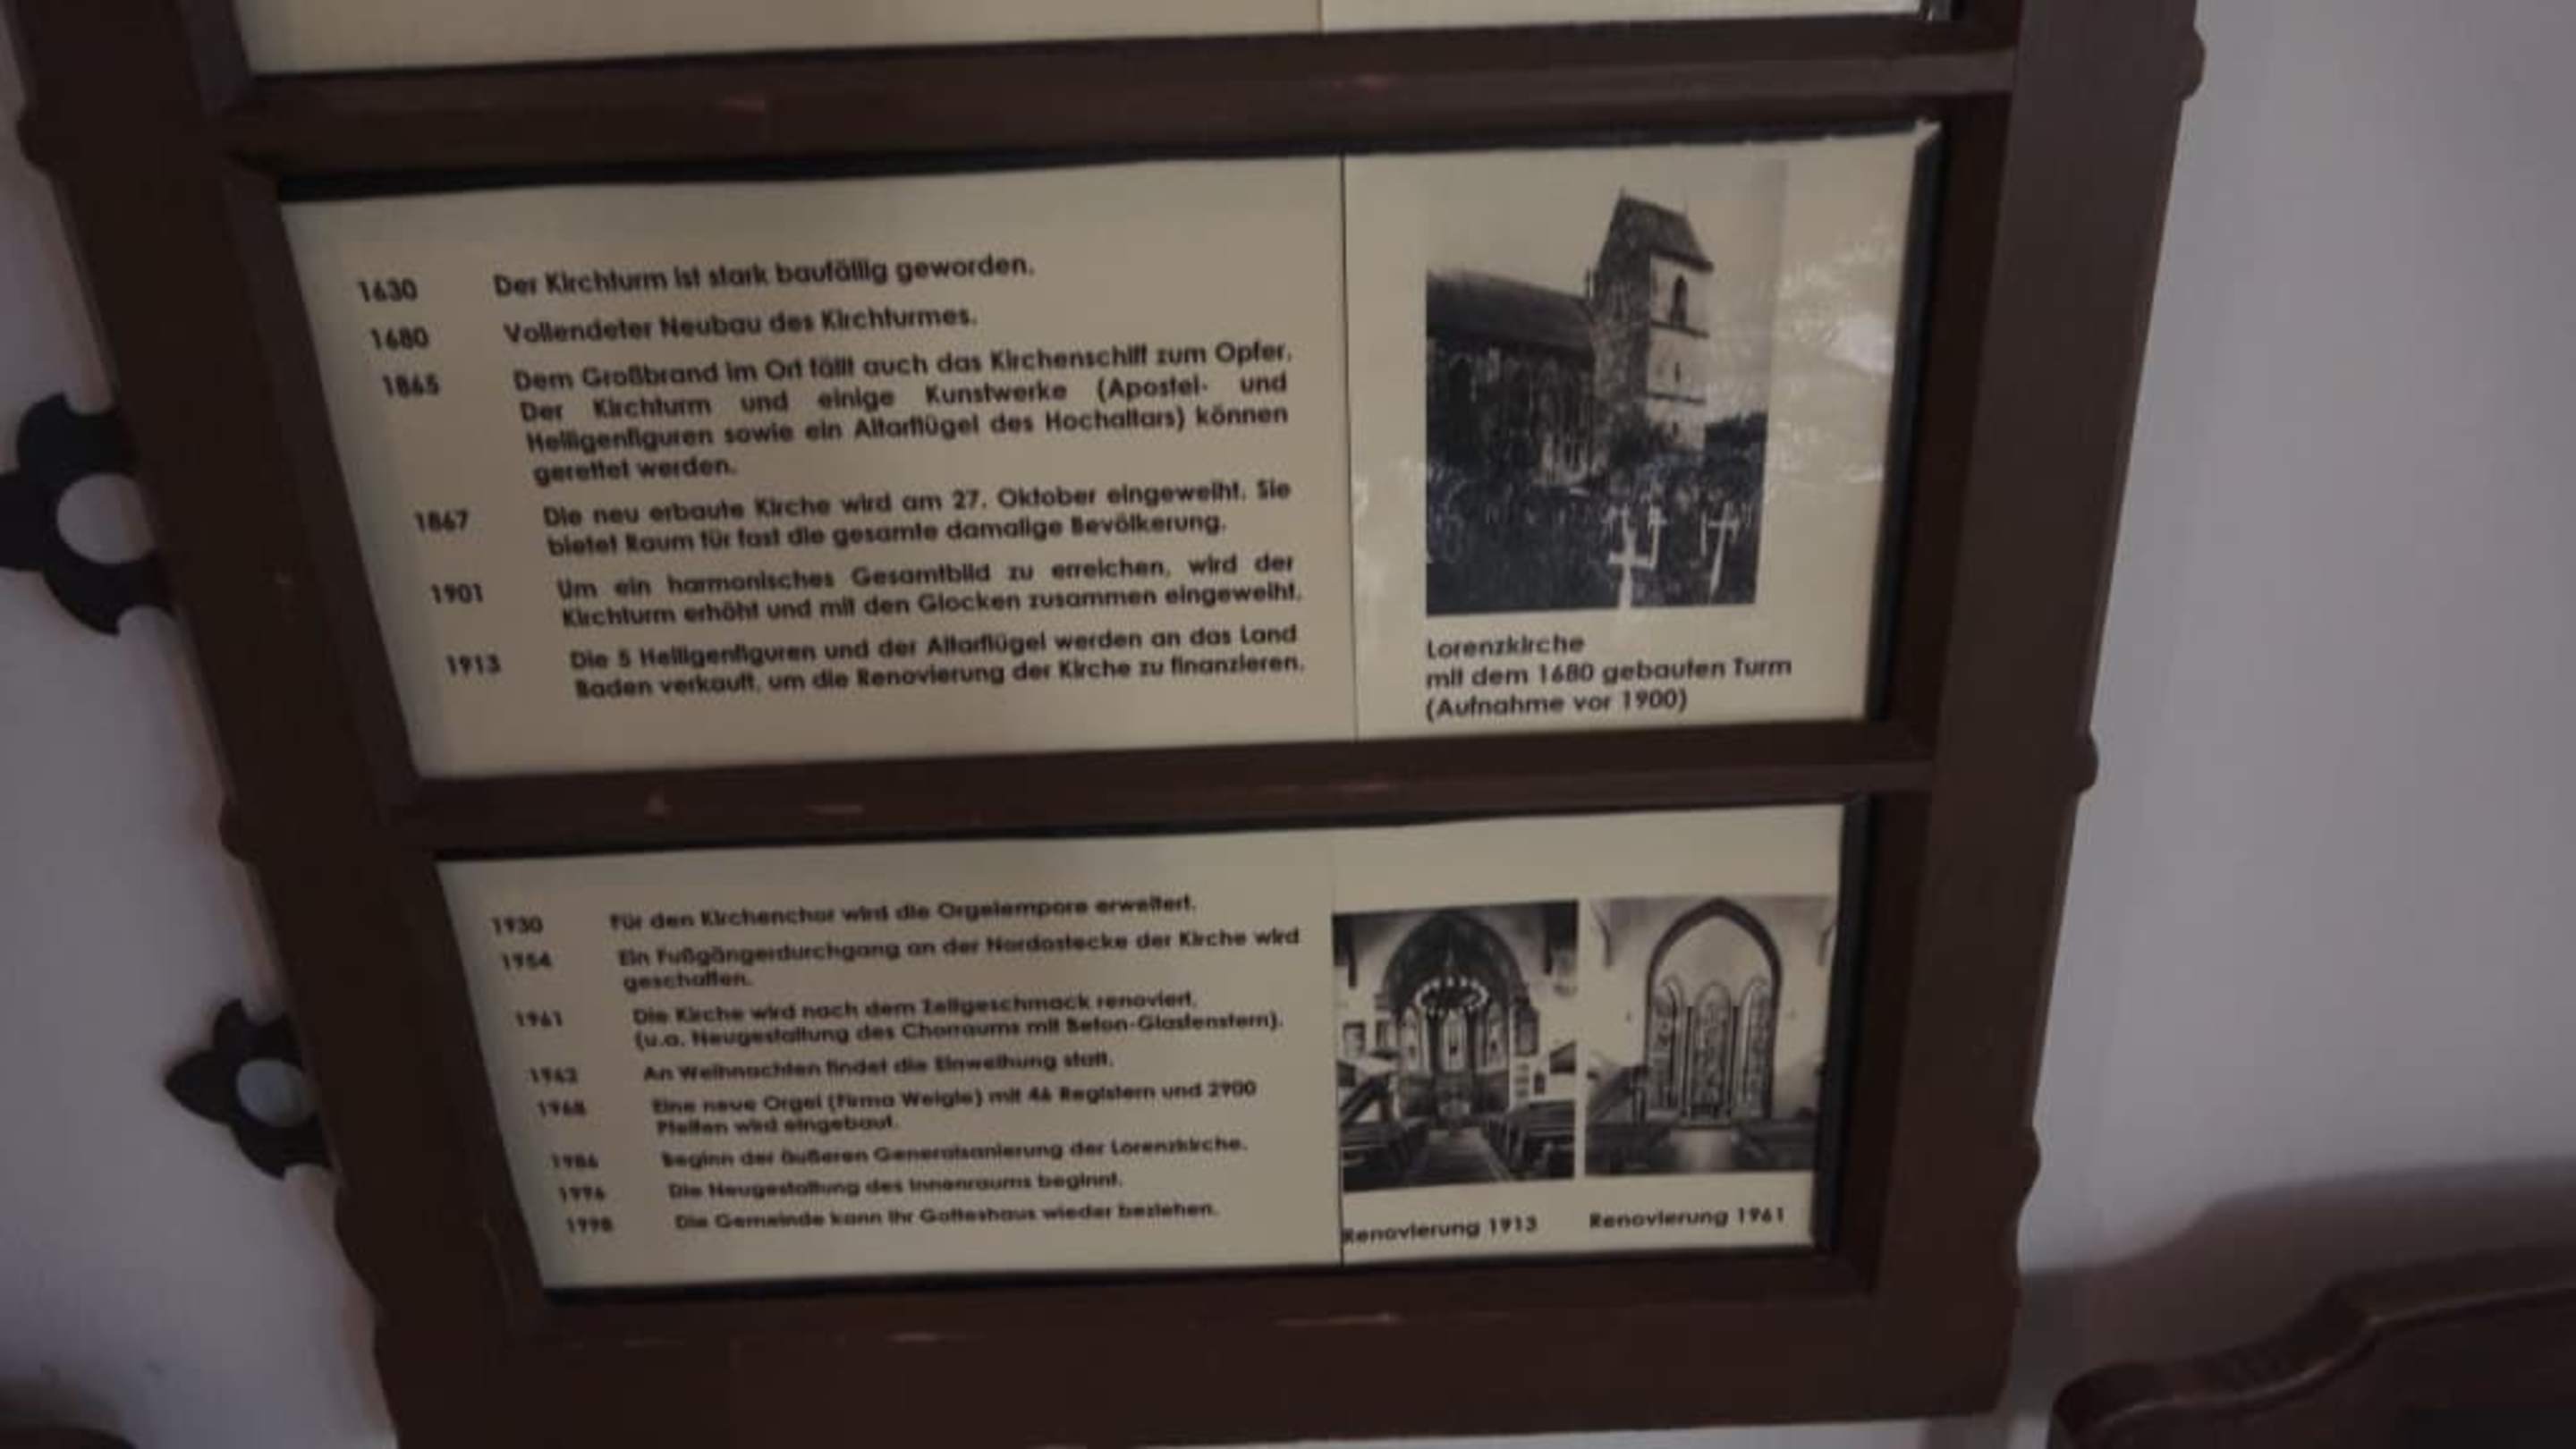 1630 Der Kirchturm ist stark baufällig geworden.
1680 Vollendeter Neubau des Kirchturmes.
1865 Dem Großbrand im Ort fällt auch das Kirchenschiff zum Opfer.
Der Kirchturm und einige Kunstwerke (Apostel- und
Heiligenfiguren sowie ein Altarflügel des Hochaltars) können
gerettet werden.
1867 Die neu erbaute Kirche wird am 27. Oktober eingeweiht. Sie
bietet Raum für fast die gesamte damalige Bevölkerung.
1901 Um ein harmonisches Gesamtbild zu erreichen, wird der
Kirchturm erhöht und mit den Glocken zusammen eingeweiht.
1913 Die 5 Heiligenfiguren und der Altarflügel werden an das Land
Baden verkauft, um die Renovierung der Kirche zu finanzieren.
Lorenzkirche
mit dem 1680 gebauten Turm
(Aufnahme vor 1900)
1930 Für den Kirchenchor wird die Orgelempore erweitert.
1954 Ein Fußgängerdurchgang an der Nordostecke der Kirche wird
geschaffen.
1961 Die Kirche wird nach dem Zeitgeschmack renoviert,
(u.a. Neugestaltung des Chorraums mit Beton-Glasfenstern).
An Weihnachten findet die Einweihung statt.
1968 Eine neue Orgel (Firma Weigle) mit 46 Registern und 2900
Pfeifen wird eingebaut.
1986 Beginn der äußeren Generalsanierung der Lorenzkirche.
1996 Die Neugestaltung des Innenraums beginnt.
1998 Die Gemeinde kann ihr Gotteshaus wieder beziehen.
Renovierung 1913
Renovierung 1961